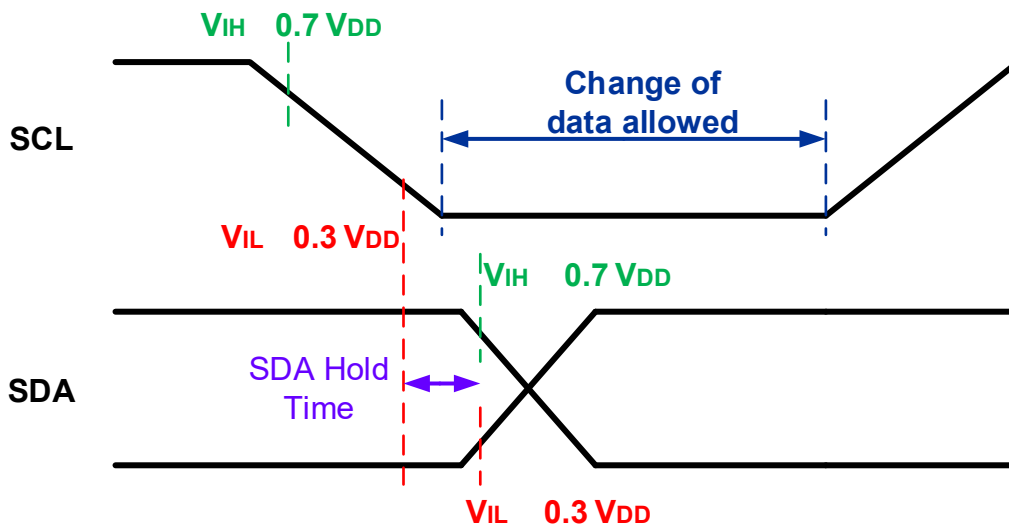 VIH 0.7 VDD
Change of
data allowed
SCL
VIL 0.3 VDD
VIH 0.7 VDD
SDA Hold
Time
SDA
VIL 0.3 VDD